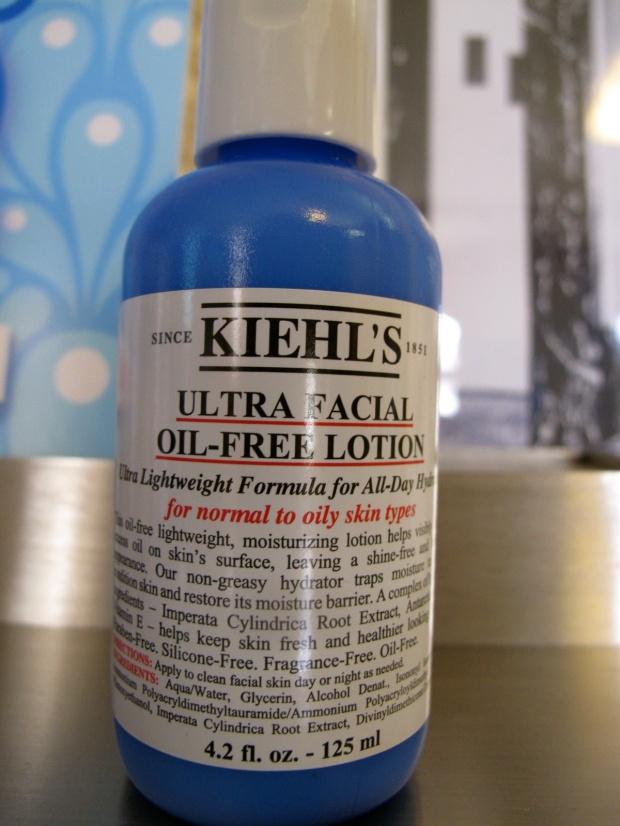 SINCE KIEHL'S 1851
ULTRA FACIAL
OIL-FREE LOTION
Ultra Lightweight Formula for All-Day
for normal to oily skin types
oil-free lightweight, moisturizing lotion helps
oil on skin's surface, leaving a shine-free and
Our non-greasy hydrator traps moisture
skin and restore its moisture barrier. A complex
– Imperata Cylindrica Root Extract,
E – helps keep skin fresh and healthier
Silicone-Free. Fragrance-Free. Oil-Free.
DIRECTIONS: Apply to clean facial skin day or night as needed.
INGREDIENTS: Aqua/Water, Glycerin, Alcohol Denat.,
Polyacryldimethyltauramide/Ammonium
Imperata Cylindrica Root Extract,
4.2 fl. oz. - 125 ml